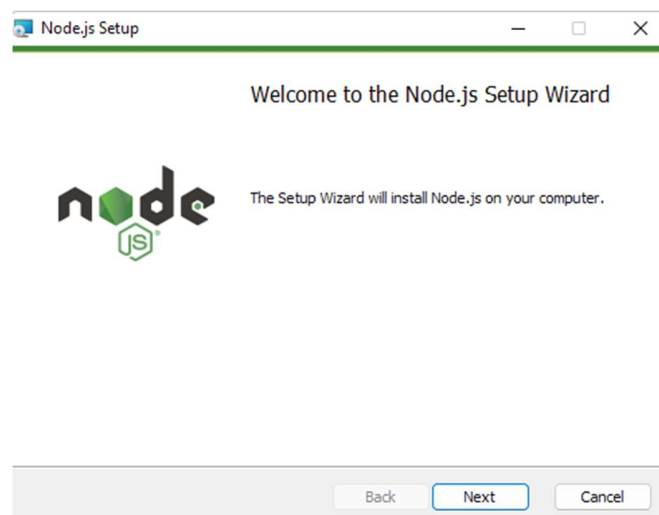 Node.js Setup
Welcome to the Node.js Setup Wizard
node
JS®
The Setup Wizard will install Node.js on your computer.
Back
Next
Cancel